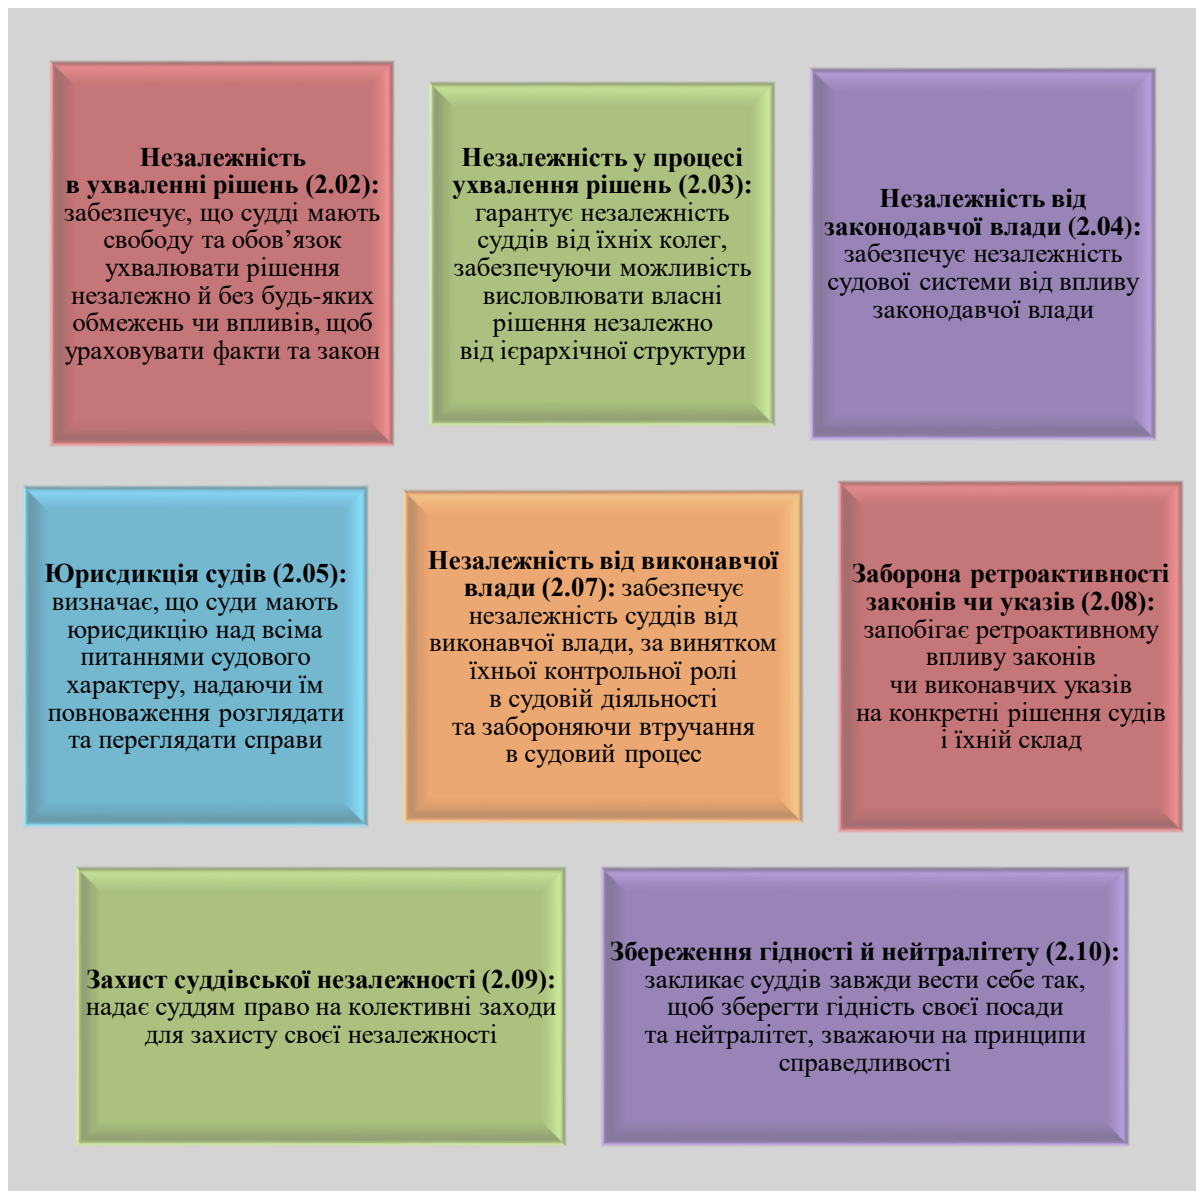 Незалежність
в ухваленні рішень (2.02):
забезпечує, що судді мають
свободу та обов’язок
ухвалювати рішення
незалежно й без будь-яких
обмежень чи впливів, щоб
ураховувати факти та закон
Незалежність у процесі
ухвалення рішень (2.03):
гарантує незалежність
суддів від їхніх колег,
забезпечуючи можливість
висловлювати власні
рішення незалежно
від ієрархічної структури
Незалежність від
законодавчої влади (2.04):
забезпечує незалежність
судової системи від впливу
законодавчої влади
Юрисдикція судів (2.05):
визначає, що суди мають
юрисдикцію над всіма
питаннями судового
характеру, надаючи їм
повноваження розглядати
та переглядати справи
Незалежність від виконавчої
влади (2.07): забезпечує
незалежність суддів від
виконавчої влади, за винятком
їхньої контрольної ролі
в судовій діяльності
та забороняючи втручання
в судовий процес
Заборона ретроактивності
законів чи указів (2.08):
запобігає ретроактивному
впливу законів
чи виконавчих указів
на конкретні рішення судів
і їхній склад
Захист суддівської незалежності (2.09):
надає суддям право на колективні заходи
для захисту своєї незалежності
Збереження гідності й нейтралітету (2.10):
закликає суддів завжди вести себе так,
щоб зберегти гідність своєї посади
та нейтралітет, зважаючи на принципи
справедливості